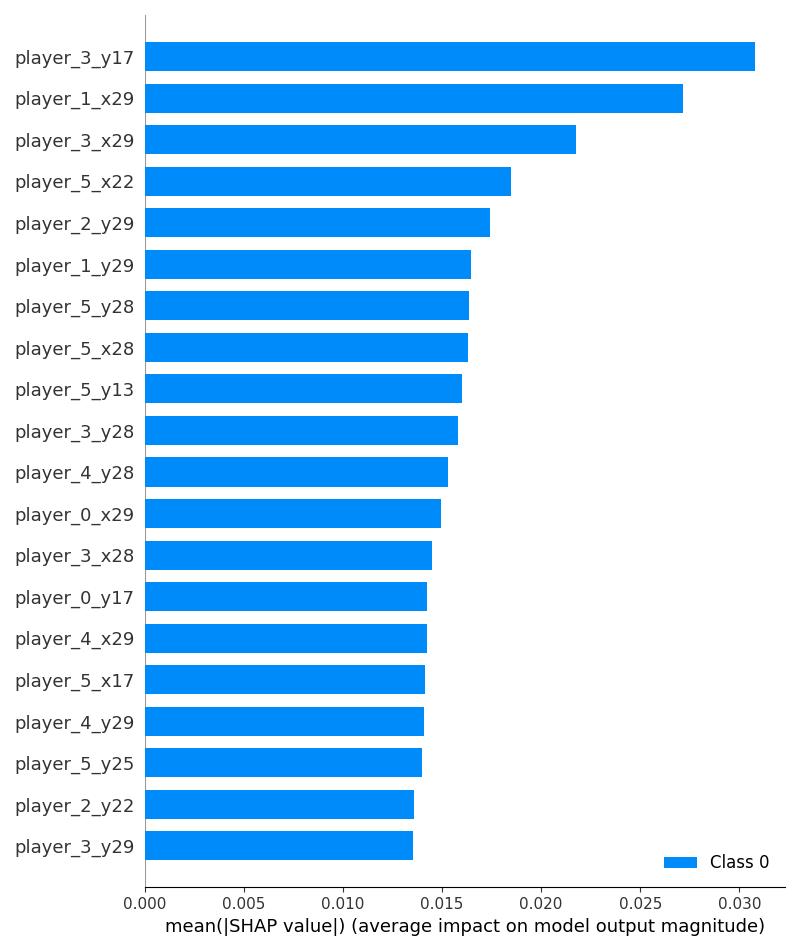 player_3_y17
player_1_x29
player_3_x29
player_5_x22
player_2_y29
player_1_y29
player_5_y28
player_5_x28
player_5_y13
player_3_y28
player_4_y28
player_0_x29
player_3_x28
player_0_y17
player_4_x29
player_5_x17
player_4_y29
player_5_y25
player_2_y22
player_3_y29
Class 0
0.000 0.005 0.010 0.015 0.020 0.025 0.030
mean(|SHAP value|) (average impact on model output magnitude)